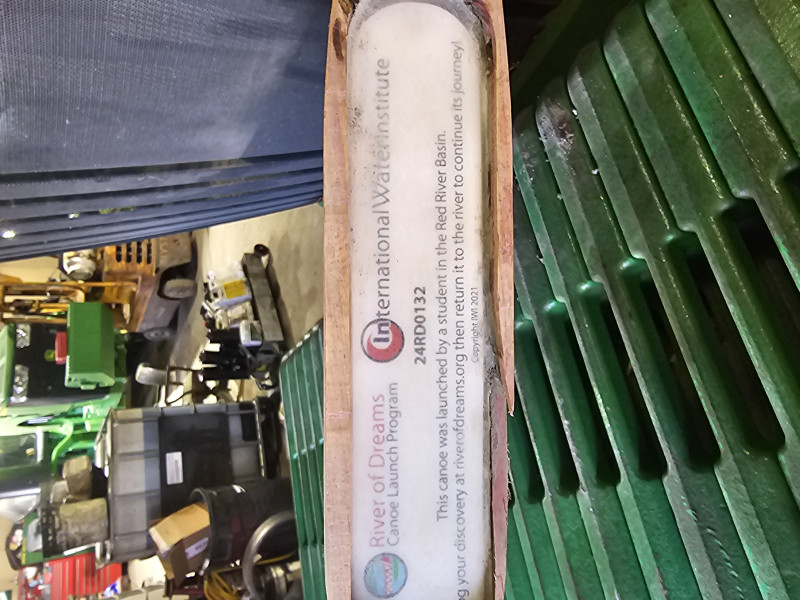 River of Dreams
Canoe Launch Program
International Water Institute
24RD0132
This canoe was launched by a student in the Red River Basin.
your discovery at riverofdreams.org then return it to the river to continue its journey!
Copyright IWI 2021